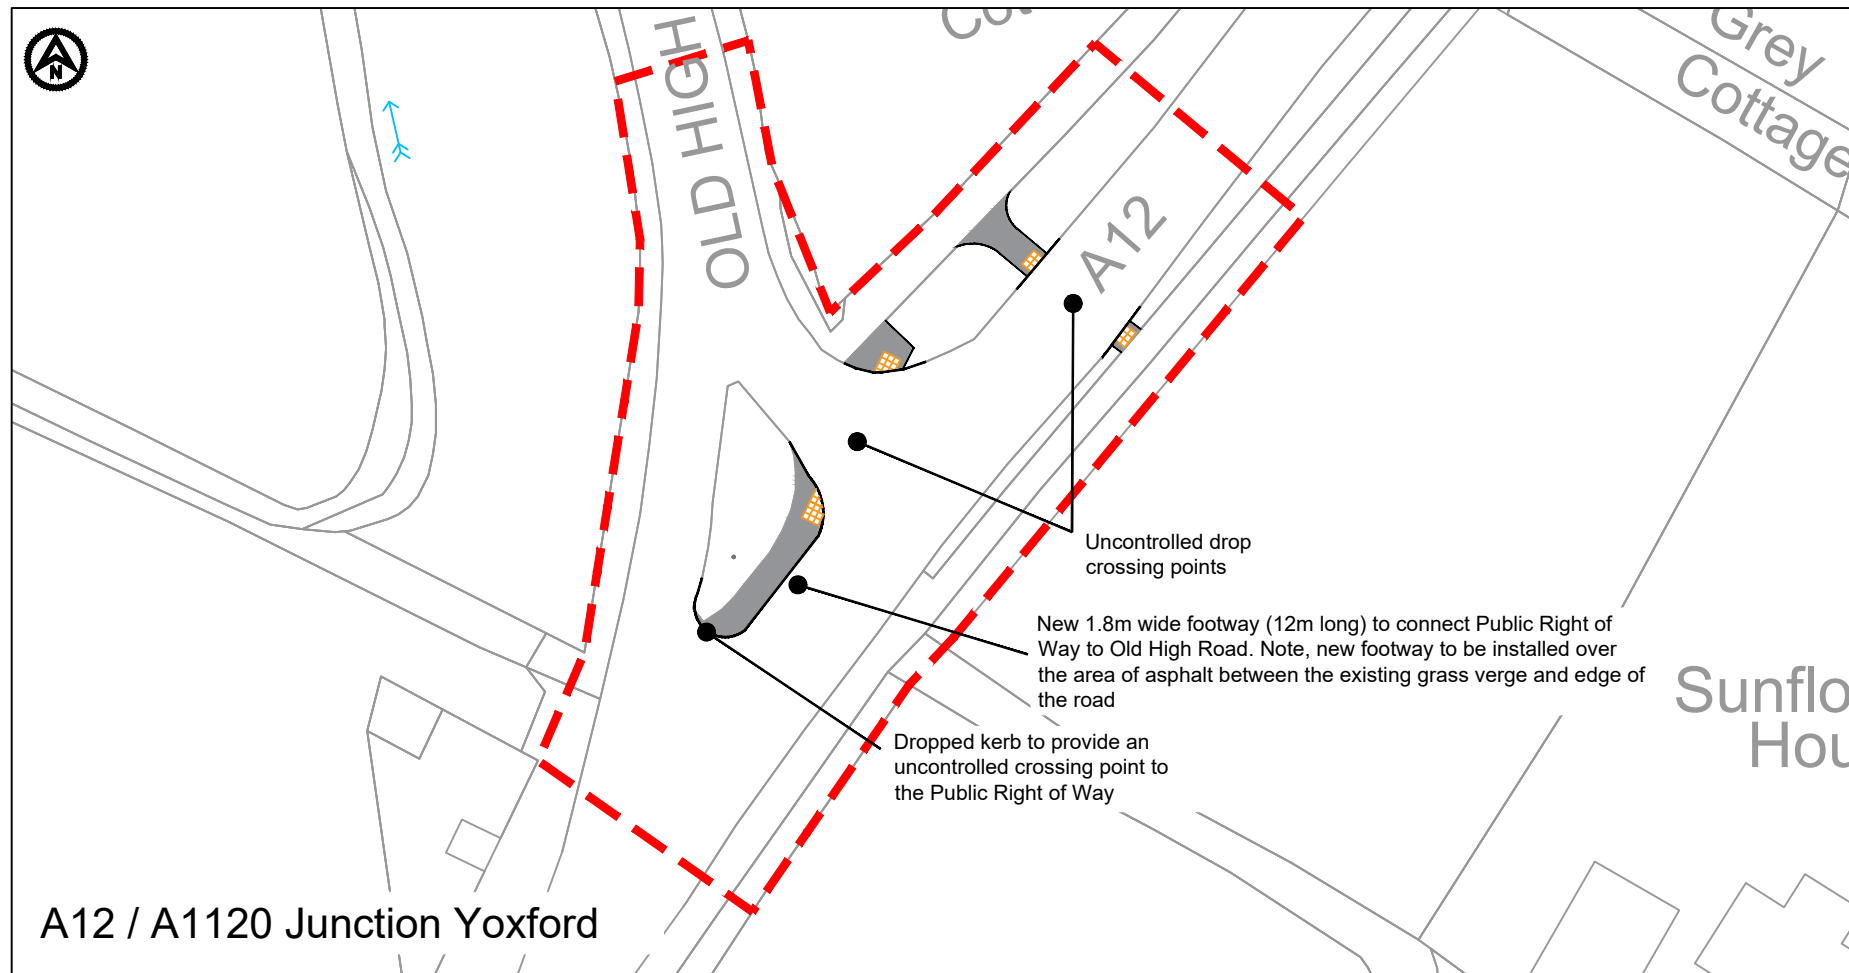 N
OLD HIGH
Grey
Cottage
A12
Uncontrolled drop
crossing points
New 1.8m wide footway (12m long) to connect Public Right of
Way to Old High Road. Note, new footway to be installed over
the area of asphalt between the existing grass verge and edge of
the road
Dropped kerb to provide an
uncontrolled crossing point to
the Public Right of Way
Sunflo
Hou
A12 / A1120 Junction Yoxford